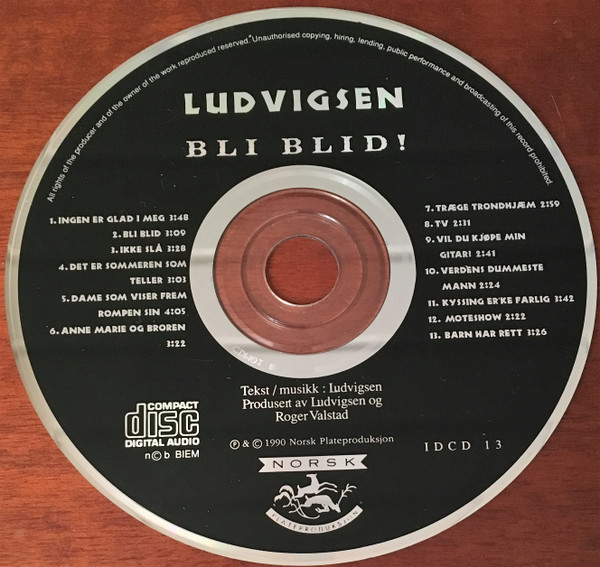 All rights of the producer and of the owner of the work reproduced reserved. Unauthorised copying, hiring, lending, public performance and broadcasting of this record prohibited.
LUDVIGSEN
BLI BLID!
1. INGEN ER GLAD I MEG 3:48
2. BLI BLID 3:09
3. IKKE SLÅ 3:28
4. DET ER SOMMEREN SOM
TELLER 3:03
5. DAME SOM VISER FREM
ROMPEN SIN 4:05
6. ANNE MARIE OG BROREN
3:22
7. TRÆGE TRONDHJÆM 2:59
8. TV 2:31
9. VIL DU KJØPE MIN
GITAR? 2:41
10. VERDENS DUMMESTE
MANN 2:24
11. KYSSING ER'KE FARLIG 3:42
12. MOTESHOW 2:22
13. BARN HAR RETT 3:26
Tekst / musikk : Ludvigsen
Produsert av Ludvigsen og
Roger Valstad
COMPACT
disc
DIGITAL AUDIO
n©b BIEM
℗ & © 1990 Norsk Plateproduksjon
IDCD 13
NORSK
PLATEPRODUKSJON